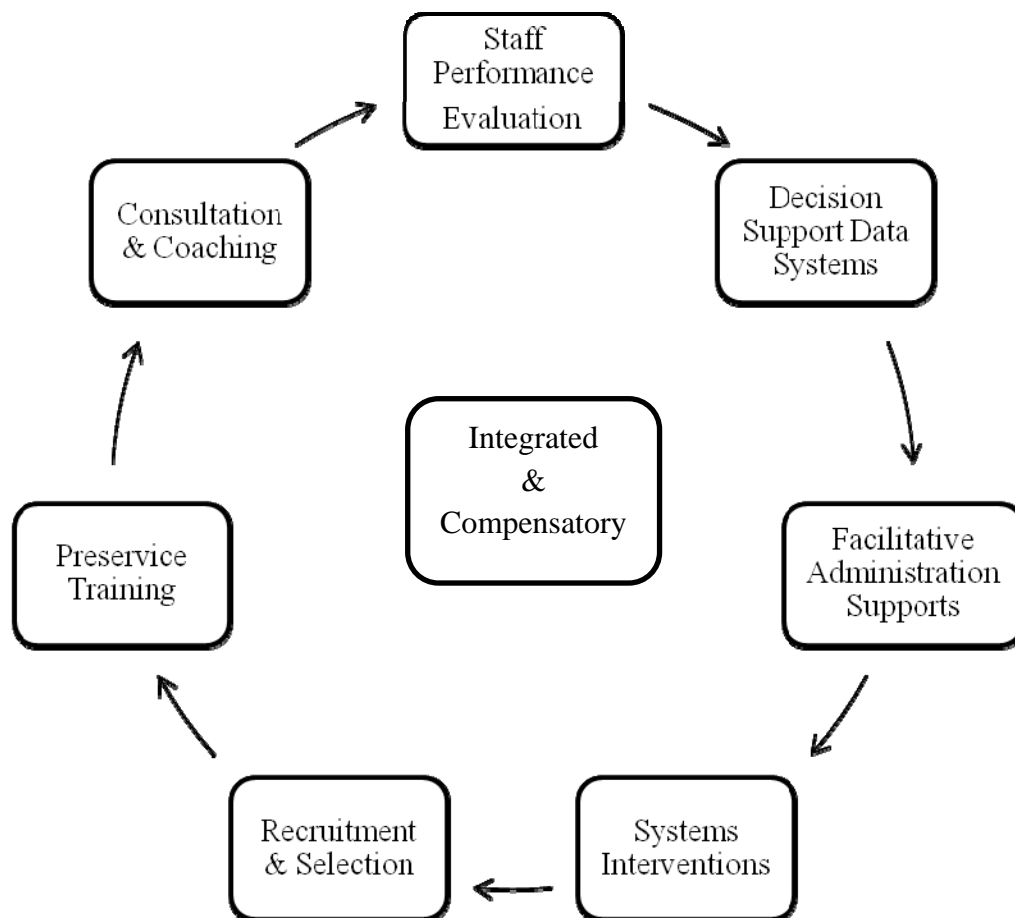 Staff
Performance
Evaluation
Consultation
& Coaching
Decision
Support Data
Systems
Integrated
&
Compensatory
Preservice
Training
Facilitative
Administration
Supports
Recruitment
& Selection
Systems
Interventions